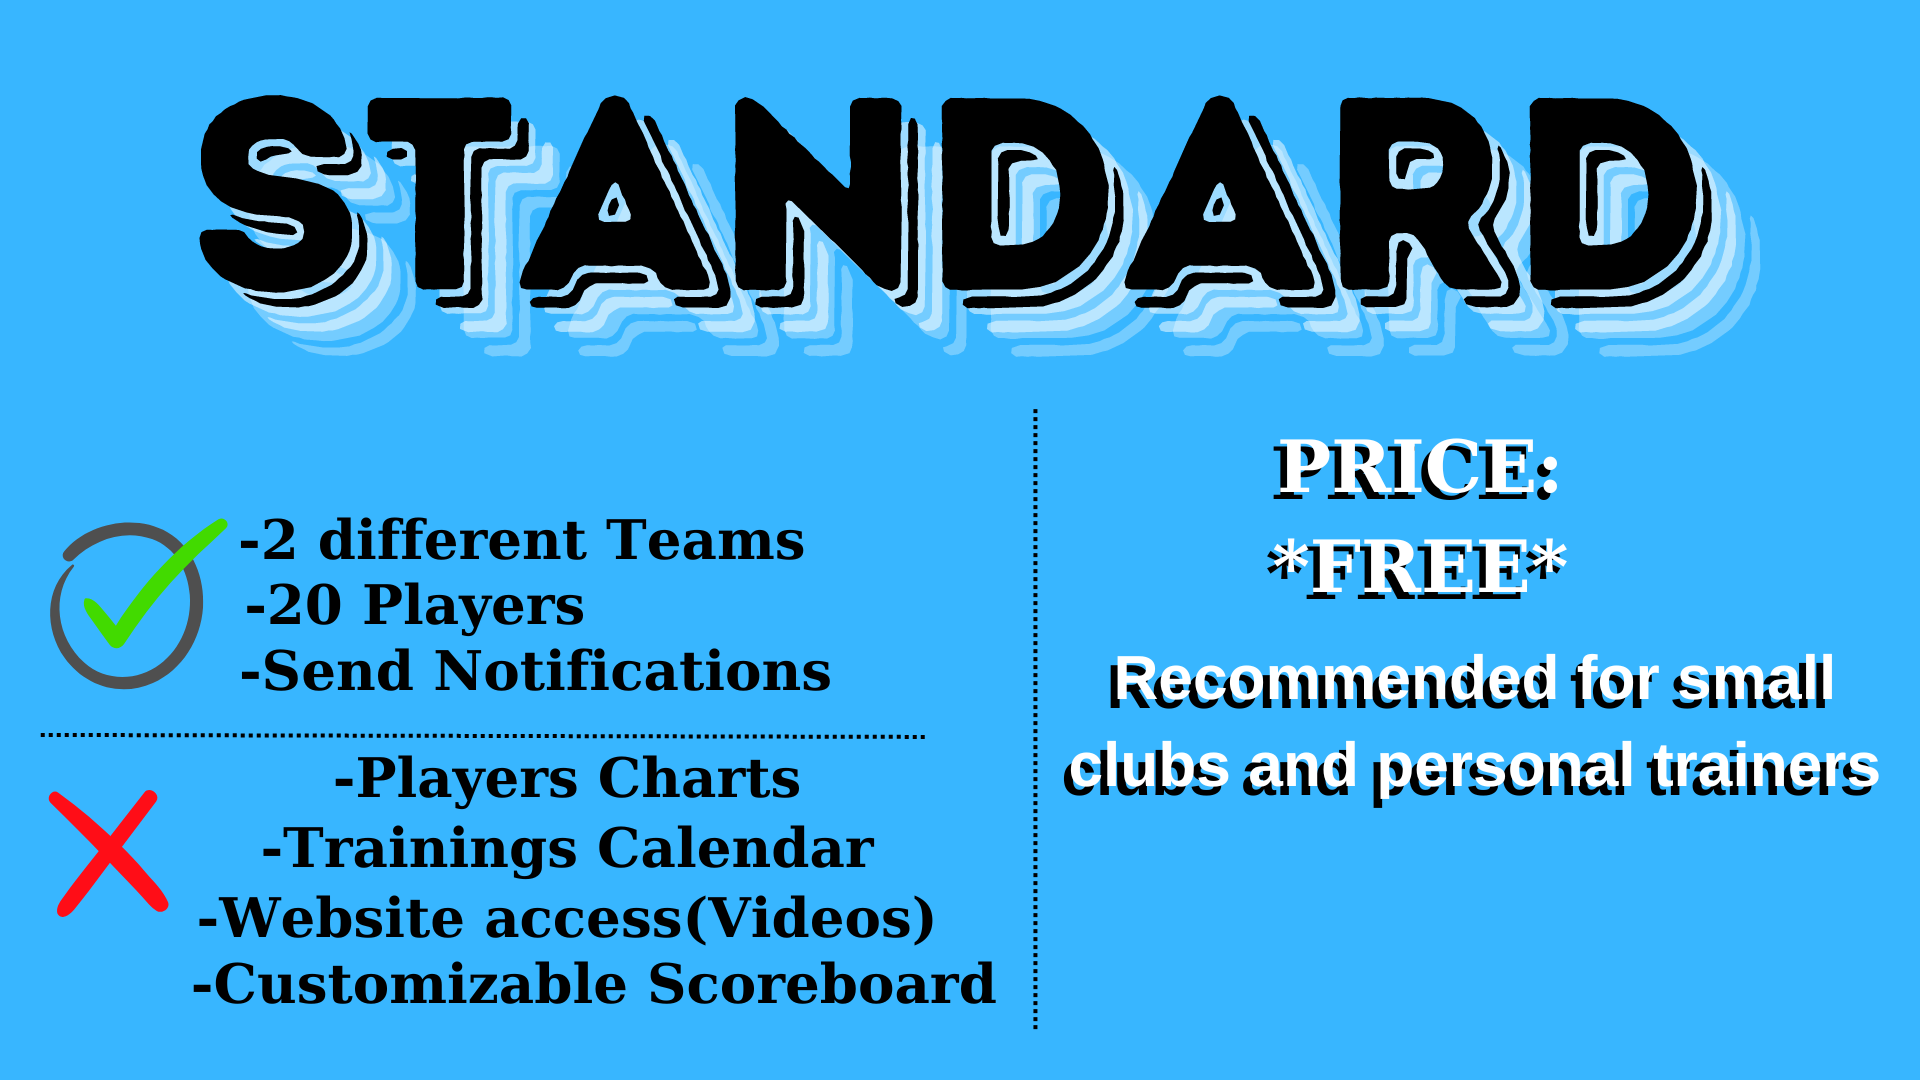 STANDARD
-2 different Teams
-20 Players
-Send Notifications
-Players Charts
-Trainings Calendar
-Website access(Videos)
-Customizable Scoreboard
PRICE:
*FREE*
Recommended for small
clubs and personal trainers